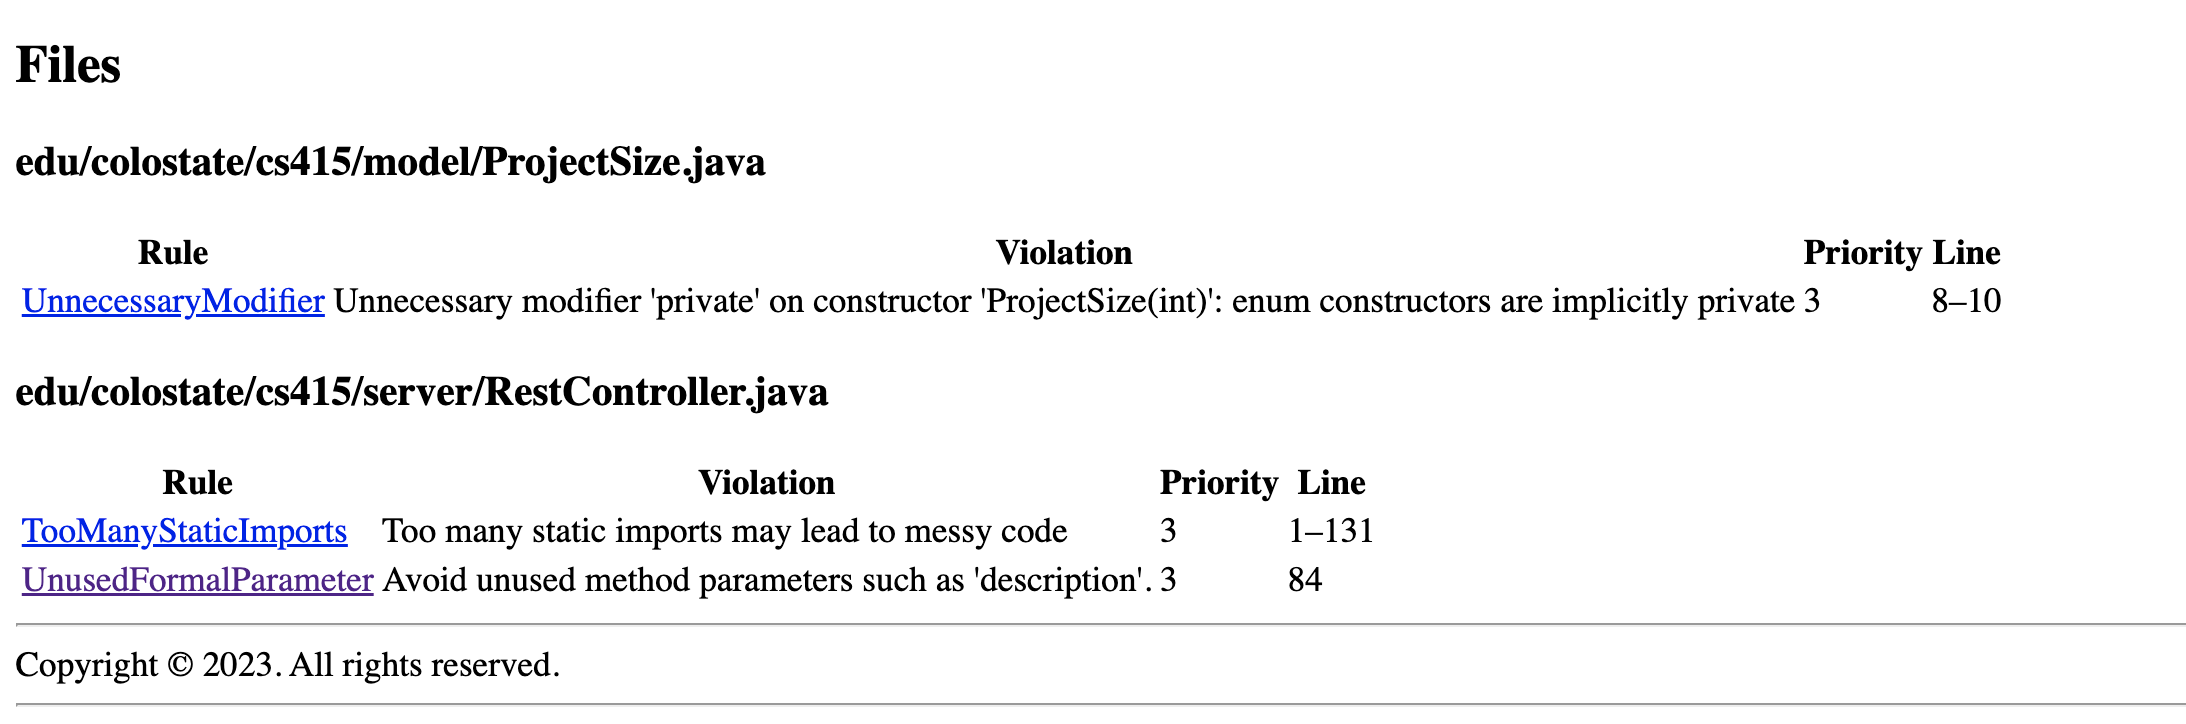 Files
edu/colostate/cs415/model/ProjectSize.java
Rule Violation Priority Line
UnnecessaryModifier Unnecessary modifier 'private' on constructor 'ProjectSize(int)': enum constructors are implicitly private 3 8–10
edu/colostate/cs415/server/RestController.java
Rule Violation Priority Line
TooManyStaticImports Too many static imports may lead to messy code 3 1–131
UnusedFormalParameter Avoid unused method parameters such as 'description'. 3 84
Copyright © 2023. All rights reserved.